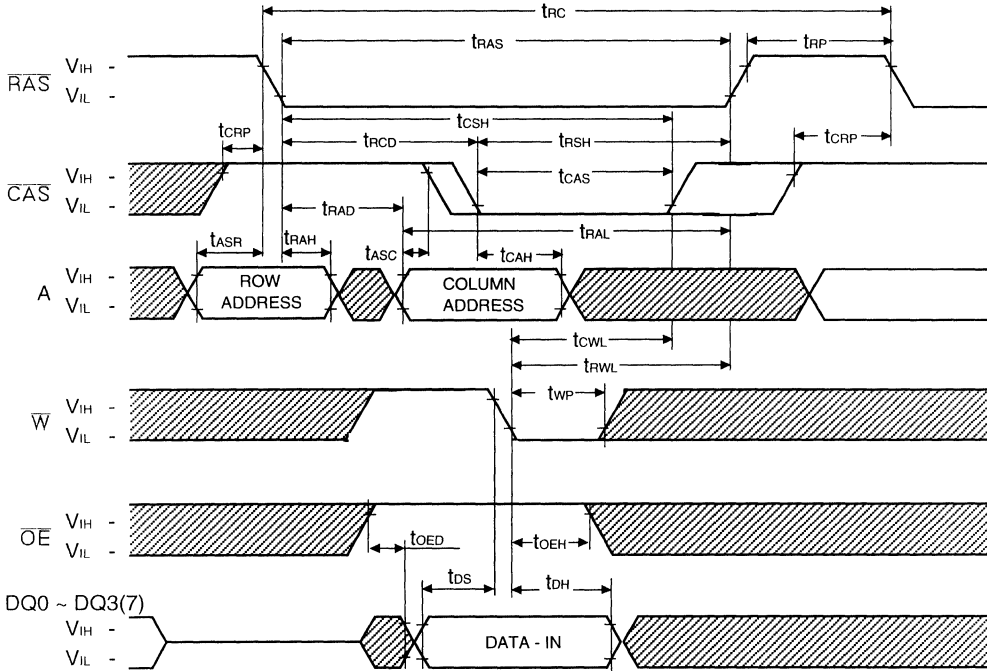 tRC
tRAS
tRP
RAS
VIH -
VIL -
tCSH
tCRP
tRCD
tRSH
tCRP
CAS
VIH -
VIL -
tCAS
tRAD
tRAL
tASR
tRAH
tASC
tCAH
A
VIH -
VIL -
ROW
ADDRESS
COLUMN
ADDRESS
tCWL
tRWL
W
VIH -
VIL -
tWP
OE
VIH -
VIL -
tOED
tOEH
tDS
tDH
DQ0 ~ DQ3(7)
VIH -
VIL -
DATA - IN